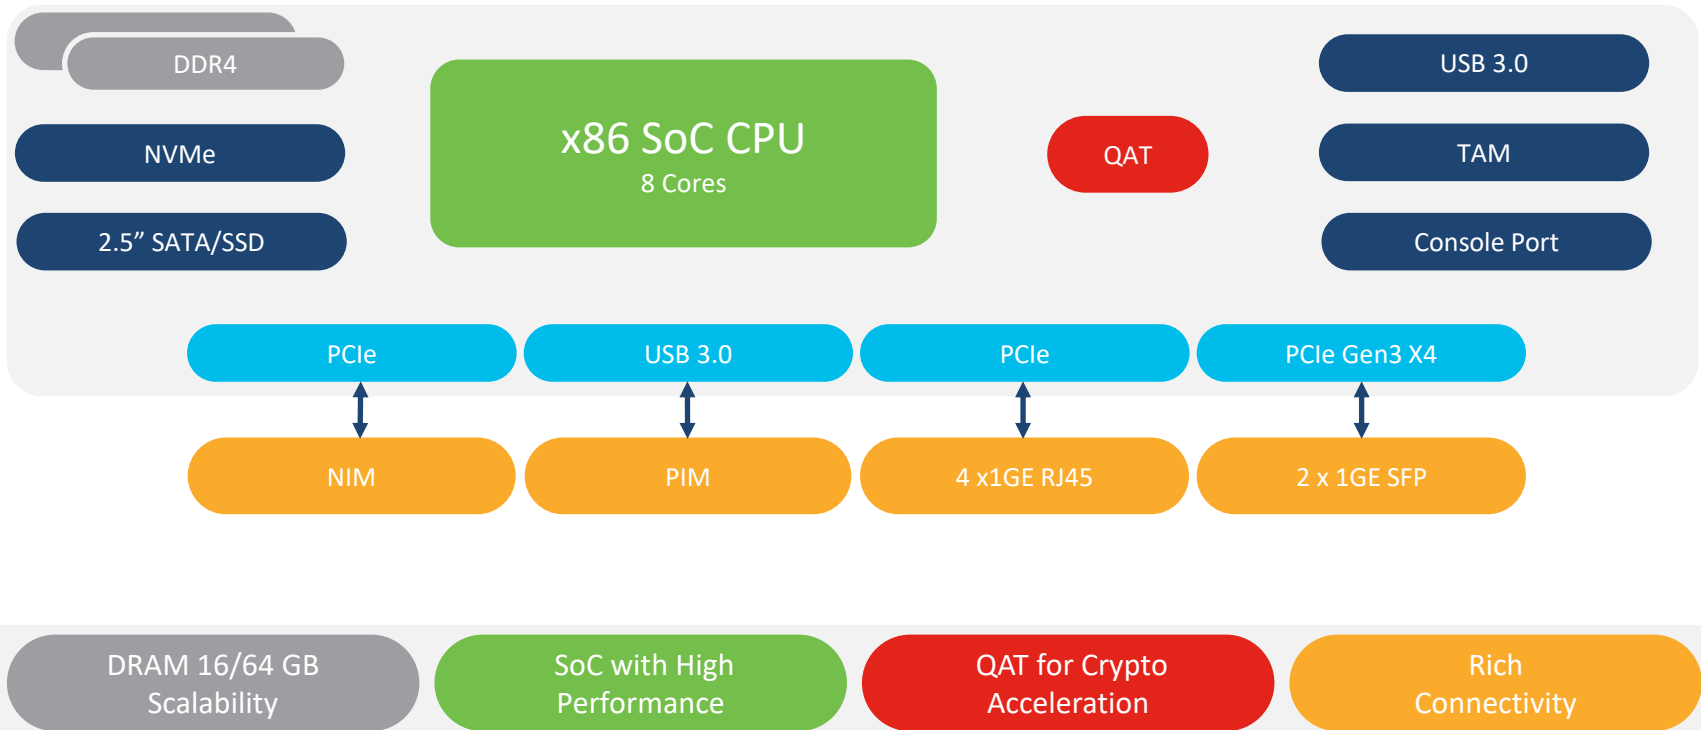 DDR4
NVMe
2.5” SATA/SSD
x86 SoC CPU
8 Cores
QAT
USB 3.0
TAM
Console Port
PCIe
USB 3.0
PCIe
PCIe Gen3 X4
NIM
PIM
4 x1GE RJ45
2 x 1GE SFP
DRAM 16/64 GB
Scalability
SoC with High
Performance
QAT for Crypto
Acceleration
Rich
Connectivity